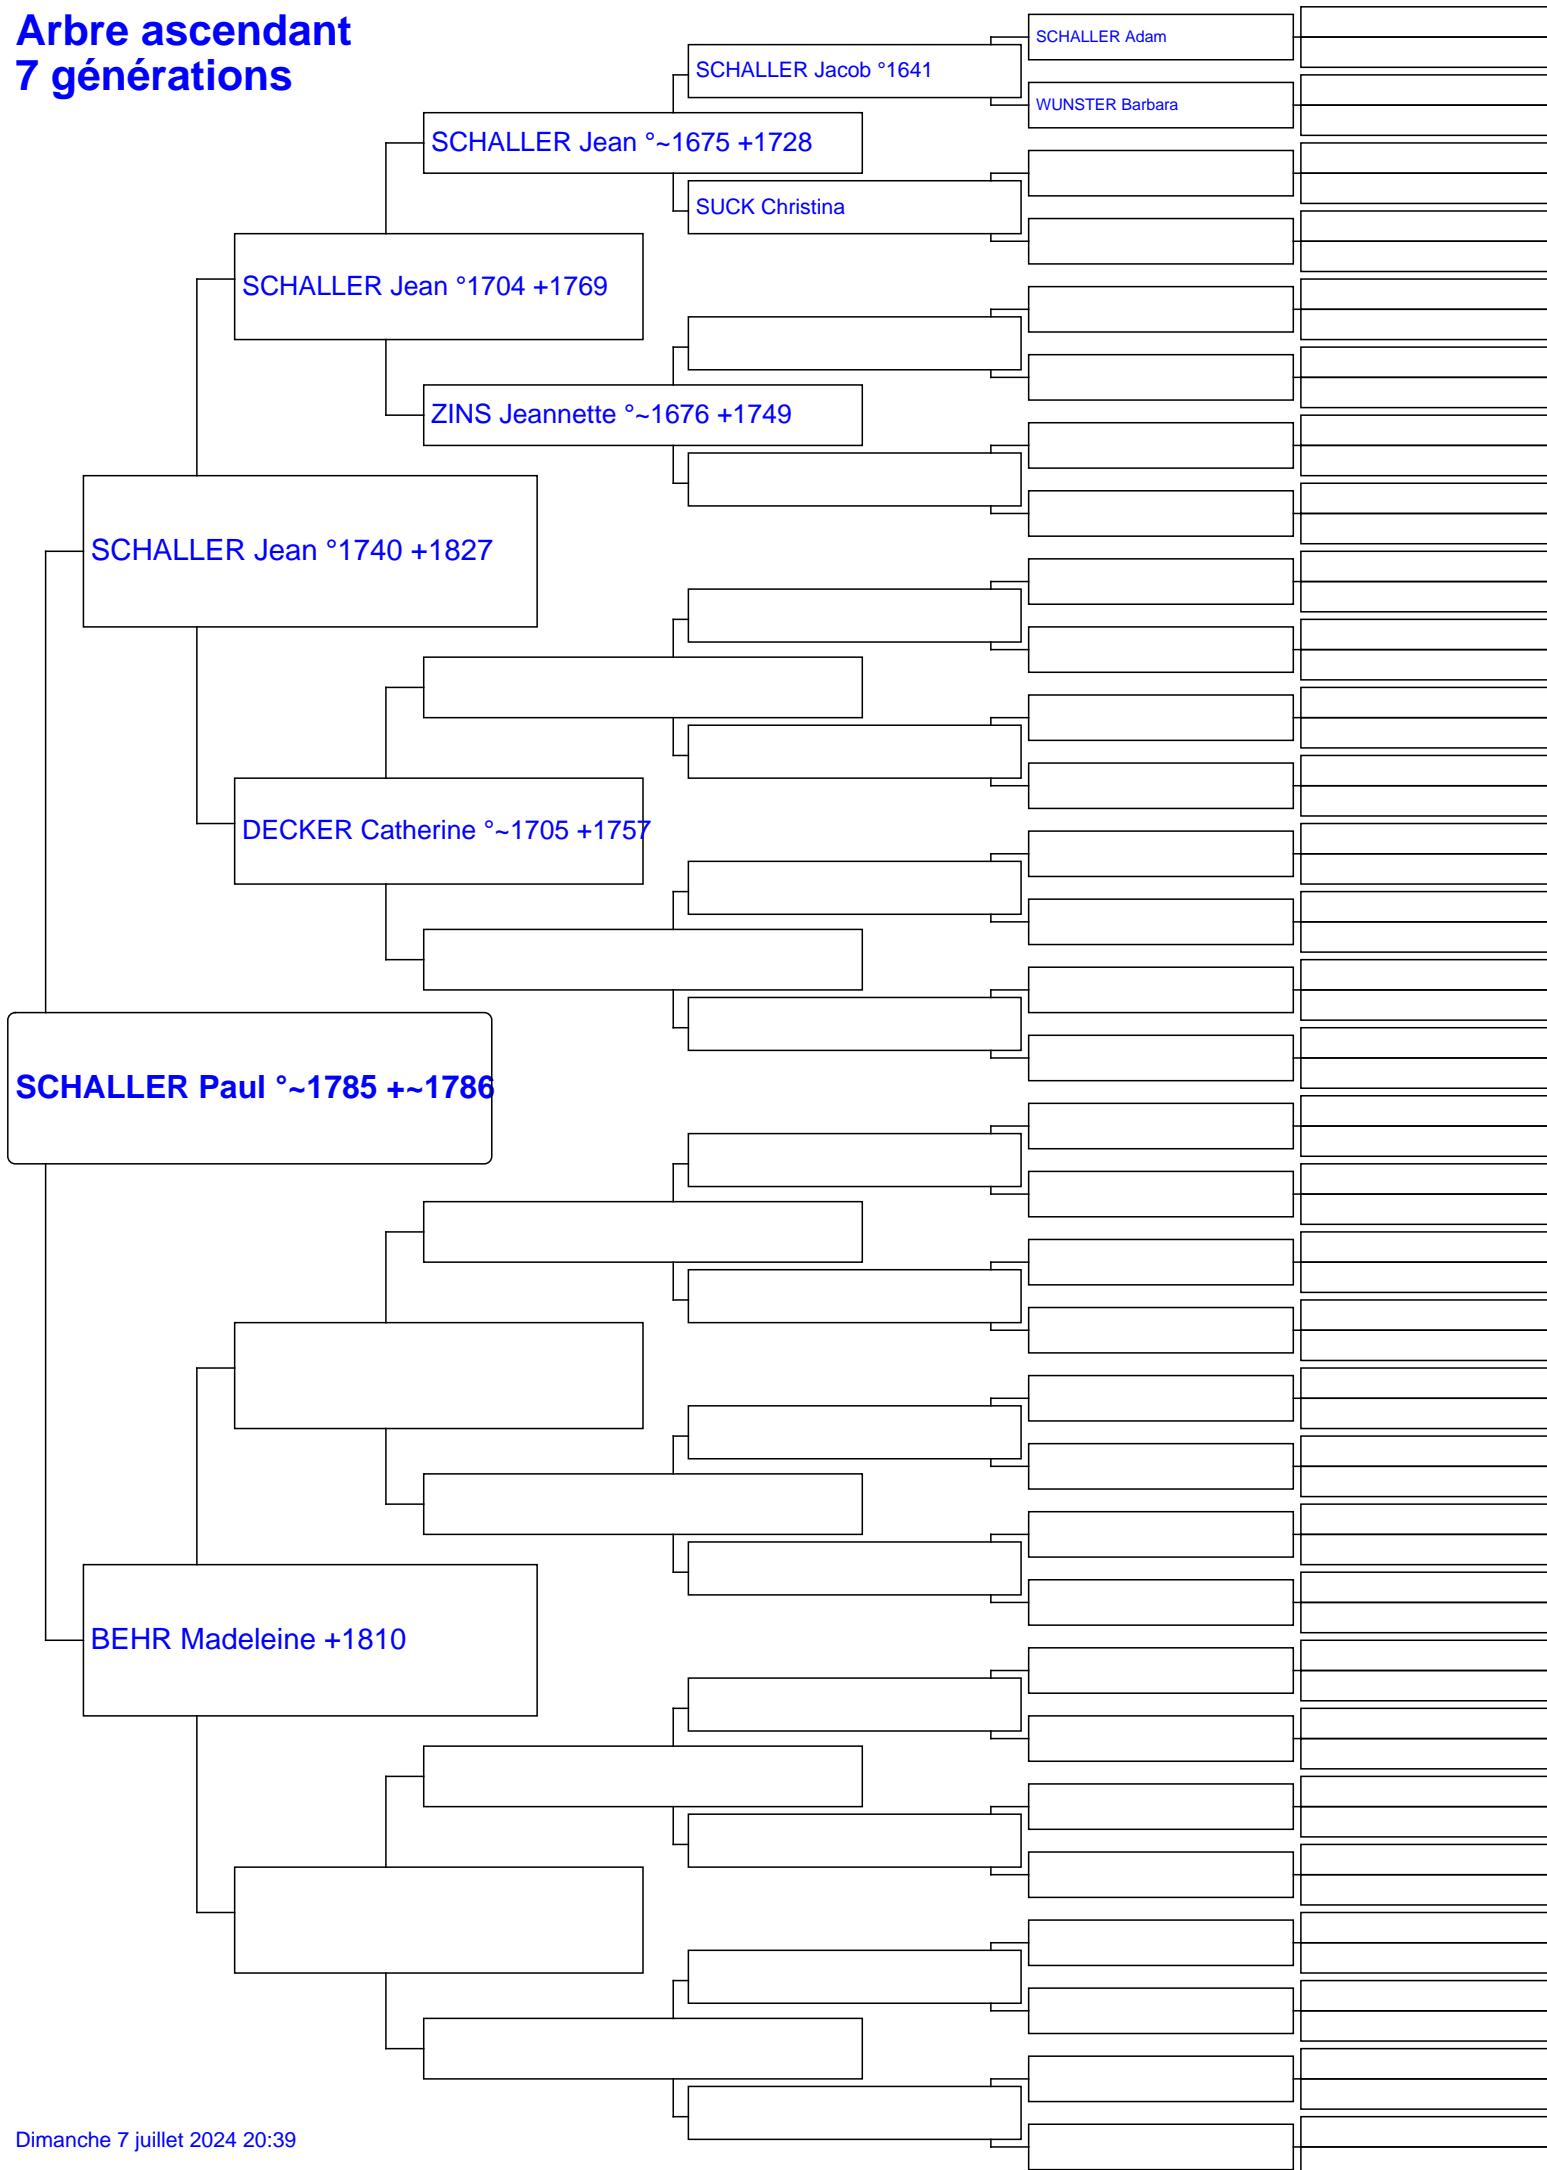 Arbre ascendant
7 générations
SCHALLER Adam
SCHALLER Jacob °1641
WUNSTER Barbara
SCHALLER Jean °~1675 +1728
SUCK Christina
SCHALLER Jean °1704 +1769
ZINS Jeannette °~1676 +1749
SCHALLER Jean °1740 +1827
DECKER Catherine °~1705 +1757
SCHALLER Paul °~1785 +~1786
BEHR Madeleine +1810
Dimanche 7 juillet 2024 20:39